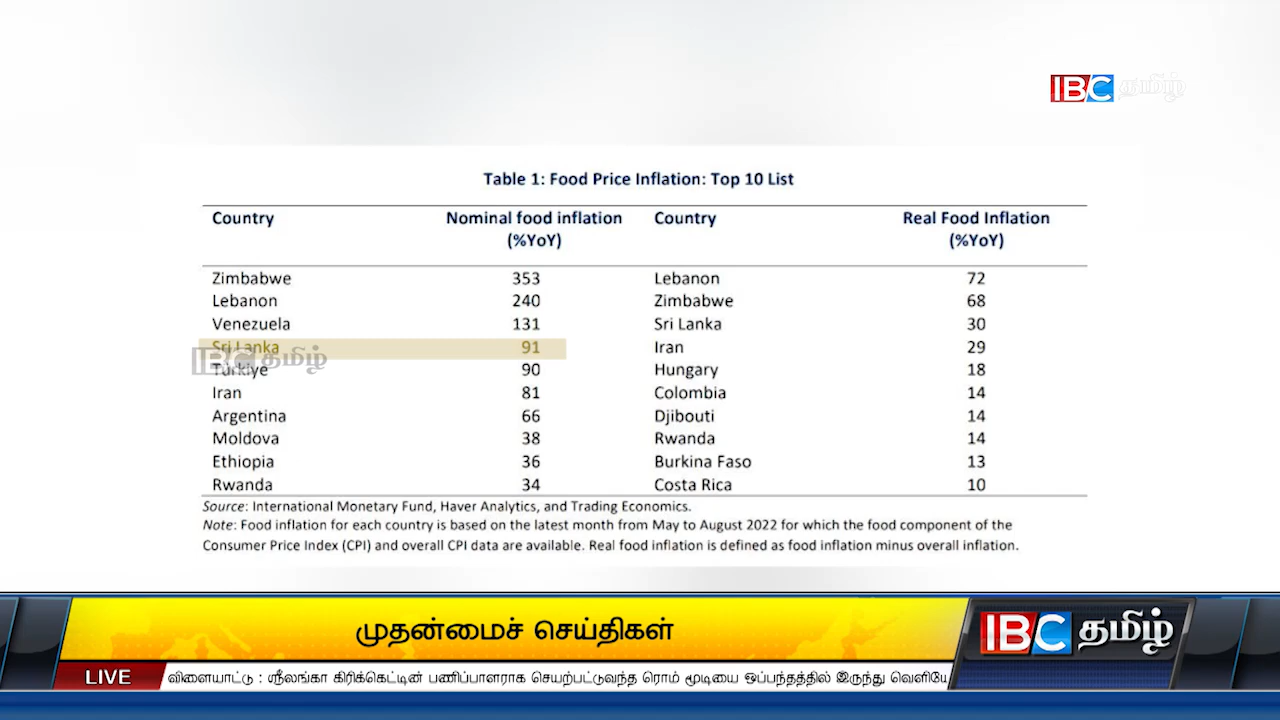 IBC தமிழ்
Table 1: Food Price Inflation: Top 10 List
Country Nominal food inflation (%YoY) Country Real Food Inflation (%YoY)
Zimbabwe 353 Lebanon 72
Lebanon 240 Zimbabwe 68
Venezuela 131 Sri Lanka 30
Sri Lanka 91 Iran 29
IBC தமிழ்
Türkiye 90 Hungary 18
Iran 81 Colombia 14
Argentina 66 Djibouti 14
Moldova 38 Rwanda 14
Ethiopia 36 Burkina Faso 13
Rwanda 34 Costa Rica 10
Source: International Monetary Fund, Haver Analytics, and Trading Economics.
Note: Food inflation for each country is based on the latest month from May to August 2022 for which the food component of the
Consumer Price Index (CPI) and overall CPI data are available. Real food inflation is defined as food inflation minus overall inflation.
முதன்மைச் செய்திகள்
IBC தமிழ்
LIVE விளையாட்டு : ஸ்ரீலங்கா கிரிக்கெட்டின் பணிப்பாளராக செயற்பட்டுவந்த ரொம் மூடியை ஒப்பந்தத்தில் இருந்து வெளியே